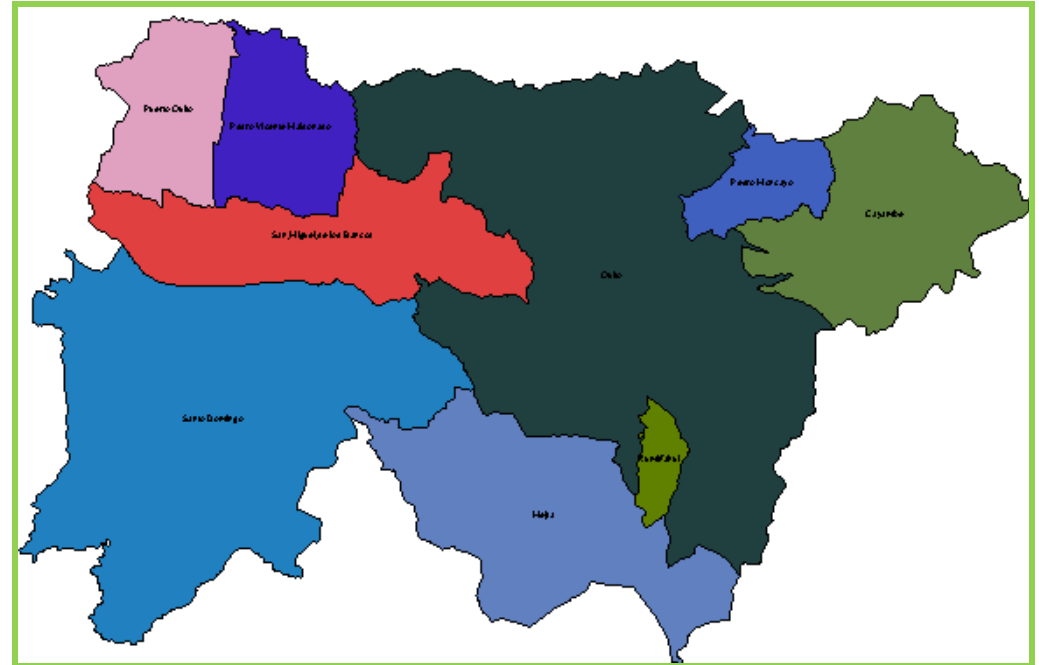 Puerto Quito
Pedro Vicente Maldonado
Pedro Moncayo
Cayambe
San Miguel de los Bancos
Quito
Santo Domingo
Rumiñahui
Mejia